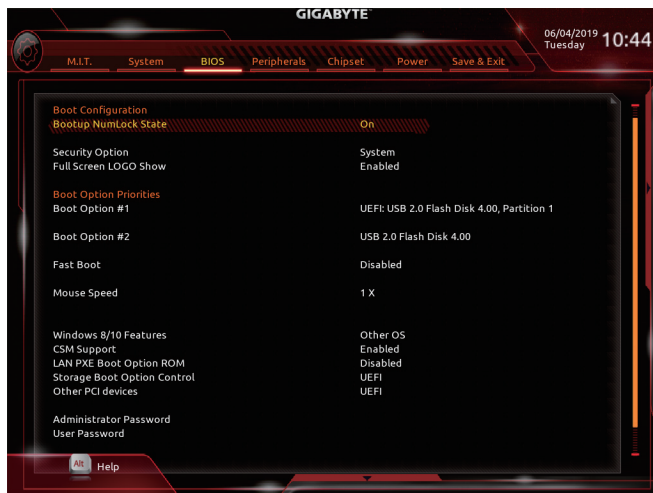 GIGABYTE
06/04/2019
Tuesday
10:44
M.I.T. System BIOS Peripherals Chipset Power Save & Exit
Boot Configuration
Bootup NumLock State On
Security Option System
Full Screen LOGO Show Enabled
Boot Option Priorities
Boot Option #1 UEFI: USB 2.0 Flash Disk 4.00, Partition 1
Boot Option #2 USB 2.0 Flash Disk 4.00
Fast Boot Disabled
Mouse Speed 1 X
Windows 8/10 Features Other OS
CSM Support Enabled
LAN PXE Boot Option ROM Disabled
Storage Boot Option Control UEFI
Other PCI devices UEFI
Administrator Password
User Password
Alt Help